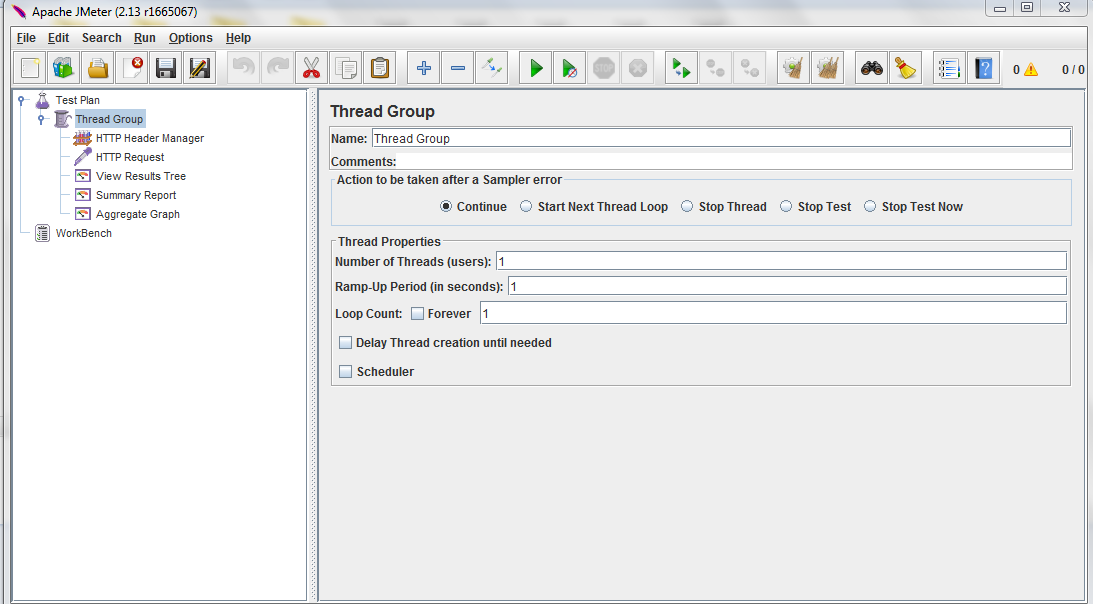 Apache JMeter (2.13 r1665067)
File Edit Search Run Options Help
STOP ? 0 ! 0 / 0
Test Plan
Thread Group
HTTP Header Manager
HTTP Request
View Results Tree
Summary Report
Aggregate Graph
WorkBench
Thread Group
Name: Thread Group
Comments:
Action to be taken after a Sampler error
Continue Start Next Thread Loop Stop Thread Stop Test Stop Test Now
Thread Properties
Number of Threads (users): 1
Ramp-Up Period (in seconds): 1
Loop Count: Forever 1
Delay Thread creation until needed
Scheduler